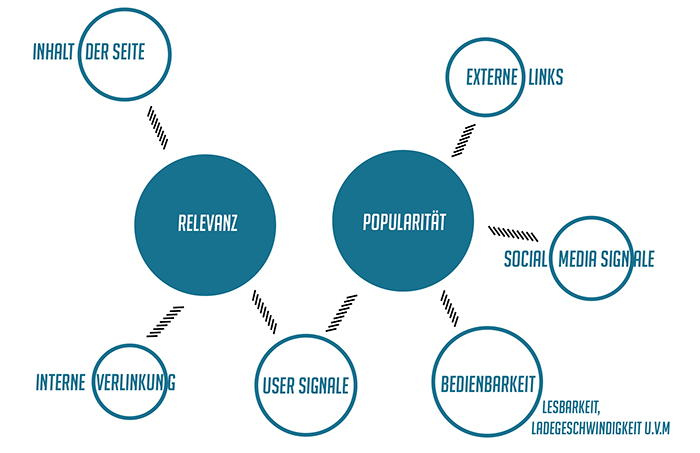 INHALT DER SEITE
EXTERNE LINKS
RELEVANZ
POPULARITÄT
SOCIAL MEDIA SIGNALE
INTERNE VERLINKUNG
USER SIGNALE
BEDIENBARKEIT
LESBARKEIT,
LADEGESCHWINDIGKEIT U.V.M